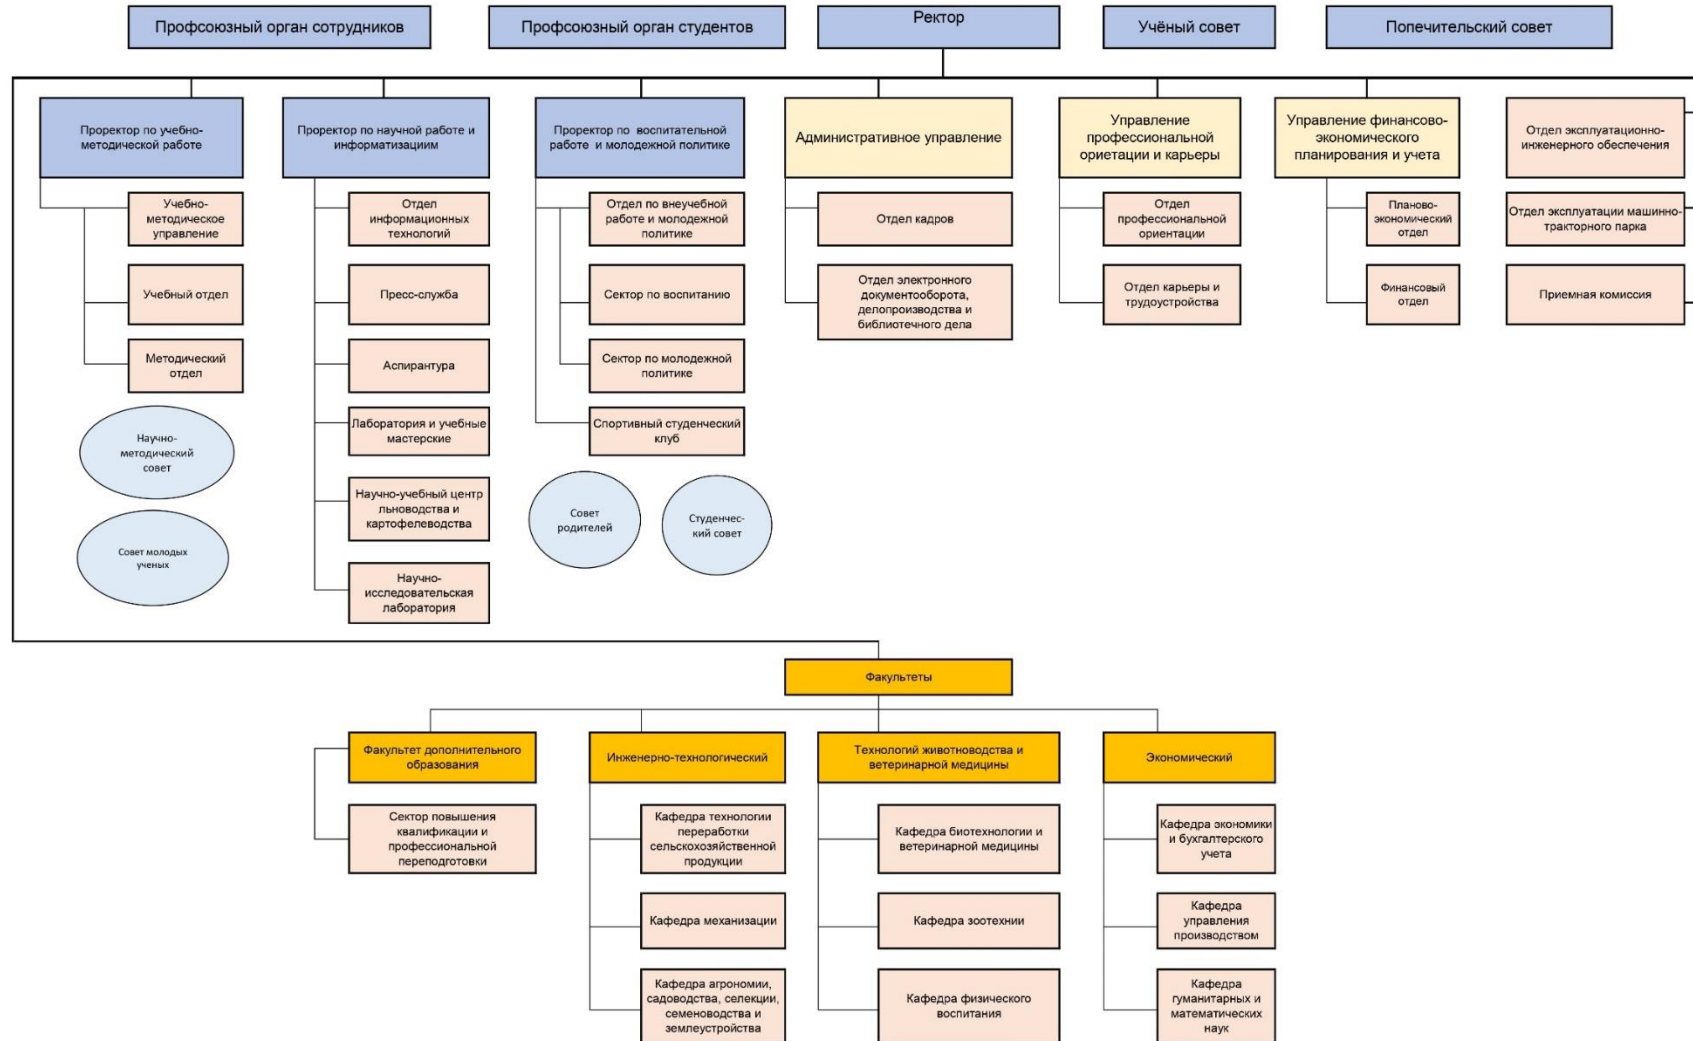 Профсоюзный орган сотрудников
Профсоюзный орган студентов
Ректор
Учёный совет
Попечительский совет
Проректор по учебно-
методической работе
Проректор по научной работе и
информатизациим
Проректор по воспитательной
работе и молодежной политике
Административное управление
Управление
профессиональной
ориетации и карьеры
Управление финансово-
экономического
планирования и учета
Отдел эксплуатационно-
инженерного обеспечения
Учебно-
методическое
управление
Отдел
информационных
технологий
Отдел по внеучебной
работе и молодежной
политике
Отдел кадров
Отдел
профессиональной
ориентации
Планово-
экономический
отдел
Отдел эксплуатации машинно-
тракторного парка
Учебный отдел
Пресс-служба
Сектор по воспитанию
Отдел электронного
документооборота,
делопроизводства и
библиотечного дела
Отдел карьеры и
трудоустройства
Финансовый
отдел
Приемная комиссия
Методический
отдел
Аспирантура
Сектор по молодежной
политике
Научно-
методический
совет
Лаборатория и учебные
мастерские
Спортивный студенческий
клуб
Совет молодых
ученых
Научно-учебный центр
льноводства и
картофелеводства
Совет
родителей
Студенчес-
кий совет
Научно-
исследовательская
лаборатория
Факультеты
Факультет дополнительного
образования
Инженерно-технологический
Технологий животноводства и
ветеринарной медицины
Экономический
Сектор повышения
квалификации и
профессиональной
переподготовки
Кафедра технологии
переработки
сельскохозяйственной
продукции
Кафедра биотехнологии и
ветеринарной медицины
Кафедра экономики
и бухгалтерского
учета
Кафедра механизации
Кафедра зоотехнии
Кафедра
управления
производством
Кафедра агрономии,
садоводства, селекции,
семеноводства и
землеустройства
Кафедра физического
воспитания
Кафедра
гуманитарных и
математических
наук